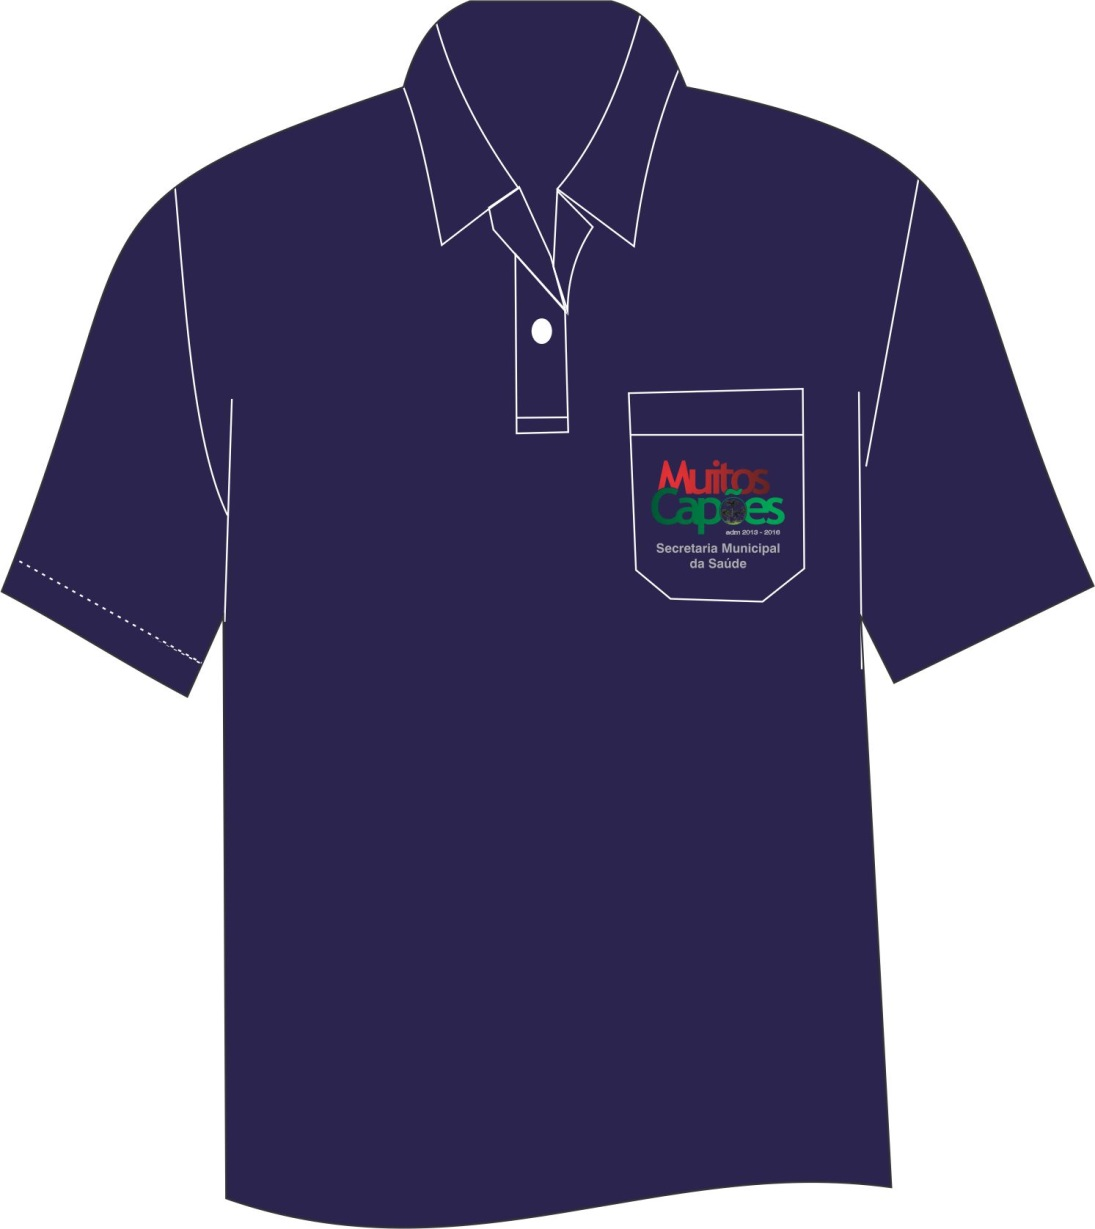 Muitos
Capões
adm 2013 - 2016
Secretaria Municipal
da Saúde